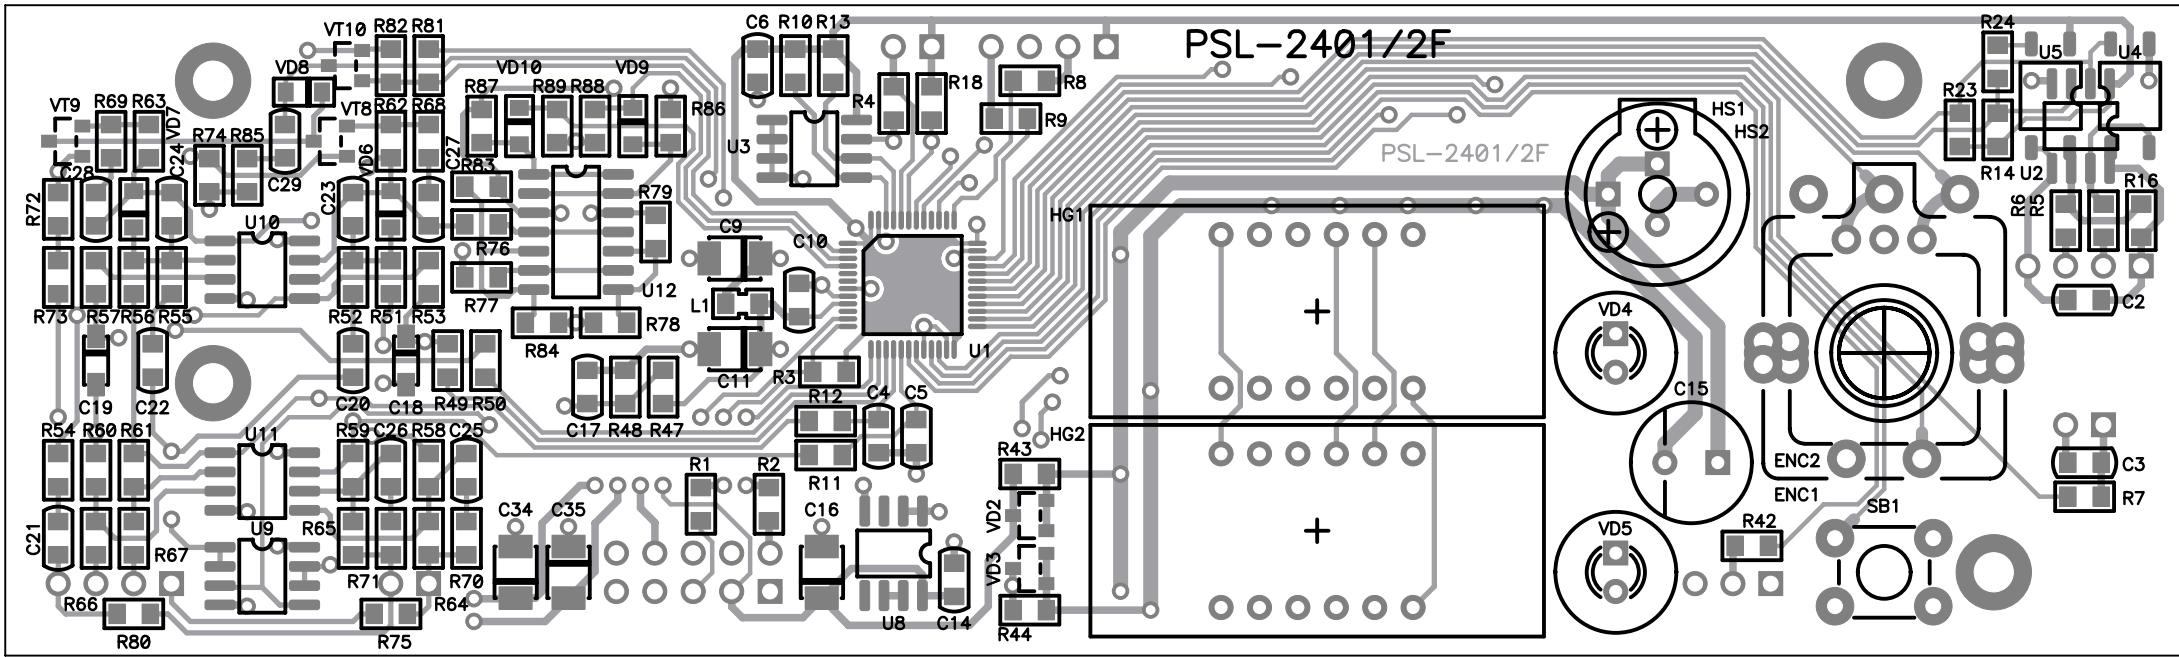 R82 R81
VT10
C6 R10 R13
PSL-2401/2F
R24
U5 U4
VD8
R87 VD10 R89 R88 VD9
R18 R8
R4
R86
R23
VT9 R69 R63 VD7
VT8 R62 R68
R9
HS1
HS2
R74 R85
C24
C27
U3
PSL-2401/2F
C28
C29
VD6
R83
R14 U2
R72
C23
R79
R6 R5 R16
U10
HG1
R76
C9 C10
R77
U12
L1
C2
R73 R57 R56 R55
R52 R51 R53
R84 R78
U1
VD4
C11
R3
C19 C22
C20 C18 R49 R50
C17 R48 R47
R12 C4 C5
C15
R54 R60 R61
U11 R59 C26 R58 C25
HG2
R43
R1 R2
R11
ENC2
C3
ENC1
R7
C21
U9
R65
C34 C35
C16
VD2
SB1
R67
R42
VD5
R71 R70
VD3
R66
R64
R80
R75
U8 C14
R44